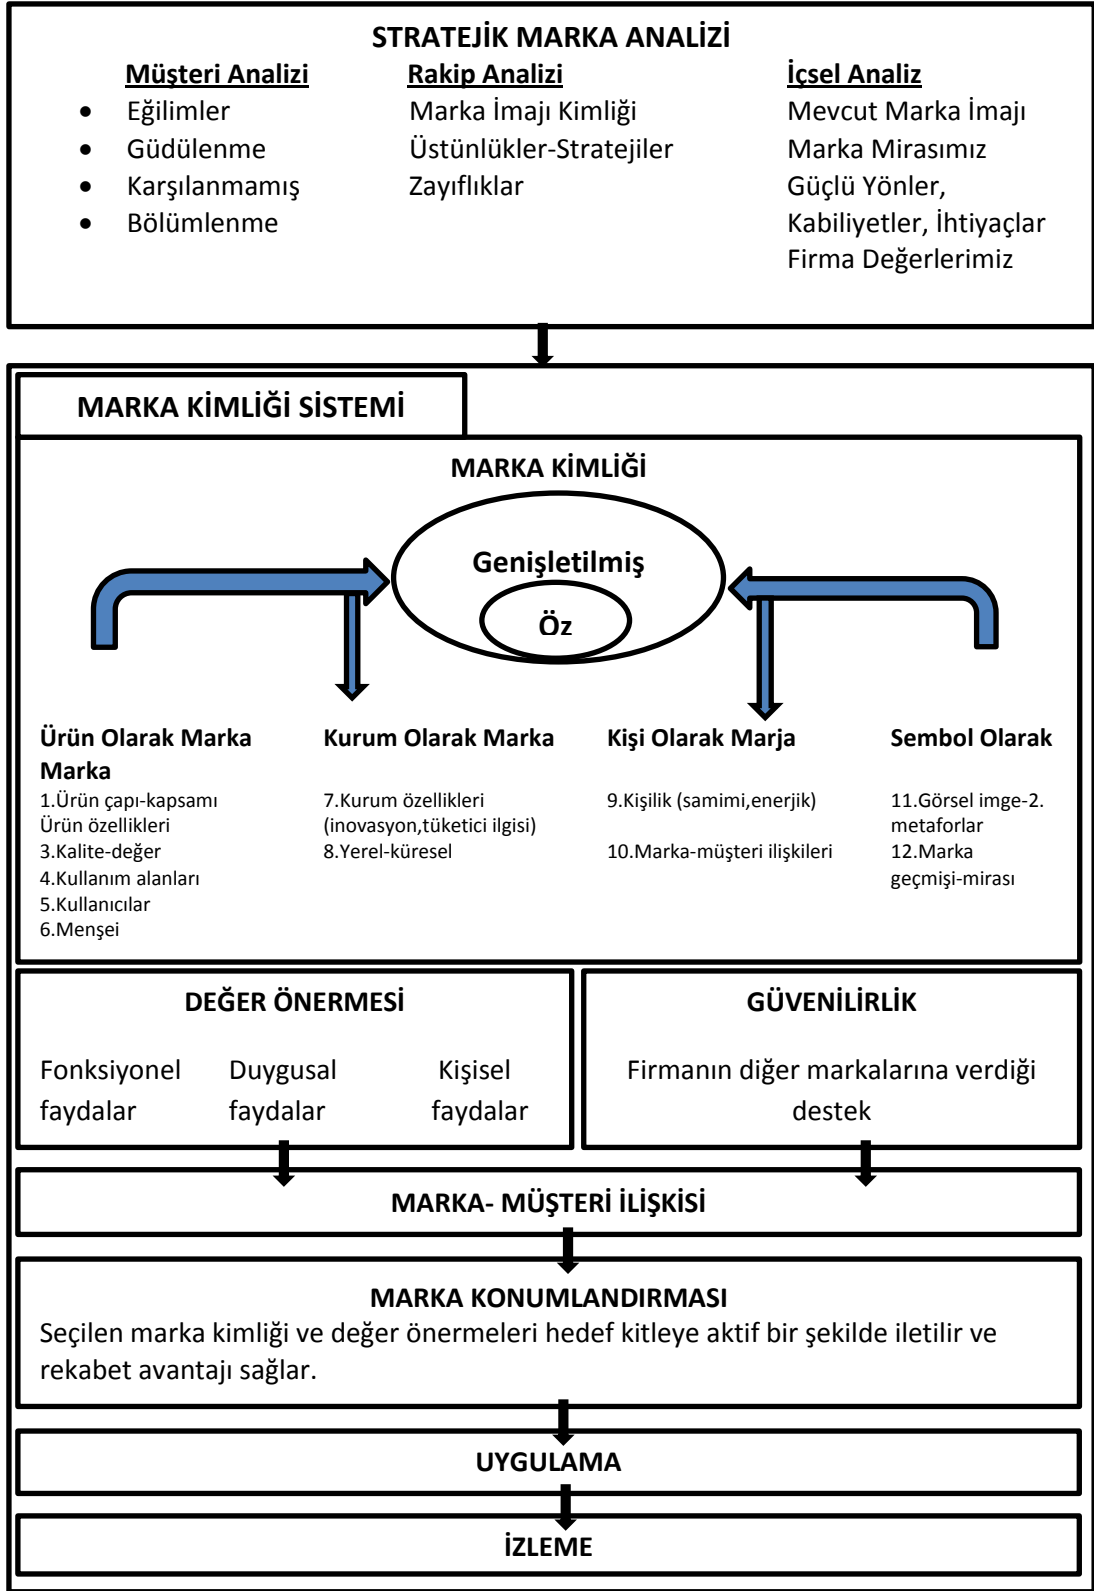 STRATEJİK MARKA ANALİZİ
Müşteri Analizi Rakip Analizi İçsel Analiz
• Eğilimler Marka İmajı Kimliği Mevcut Marka İmajı
• Güdülenme Üstünlükler-Stratejiler Marka Mirasımız
• Karşılanmamış Zayıflıklar Güçlü Yönler,
• Bölümlenme Kabiliyetler, İhtiyaçlar
Firma Değerlerimiz
MARKA KİMLİĞİ SİSTEMİ
MARKA KİMLİĞİ
Genişletilmiş
Öz
Ürün Olarak Marka Kurum Olarak Marka Kişi Olarak Marja Sembol Olarak
Marka
1.Ürün çapı-kapsamı 7.Kurum özellikleri 9.Kişilik (samimi,enerjik) 11.Görsel imge-2.
Ürün özellikleri (inovasyon,tüketici ilgisi) metaforlar
3.Kalite-değer 8.Yerel-küresel 10.Marka-müşteri ilişkileri 12.Marka
4.Kullanım alanları geçmişi-mirası
5.Kullanıcılar
6.Menşei
DEĞER ÖNERMESİ GÜVENİLİRLİK
Fonksiyonel Duygusal Kişisel Firmanın diğer markalarına verdiği
faydalar faydalar faydalar destek
MARKA- MÜŞTERİ İLİŞKİSİ
MARKA KONUMLANDIRMASI
Seçilen marka kimliği ve değer önermeleri hedef kitleye aktif bir şekilde iletilir ve
rekabet avantajı sağlar.
UYGULAMA
İZLEME